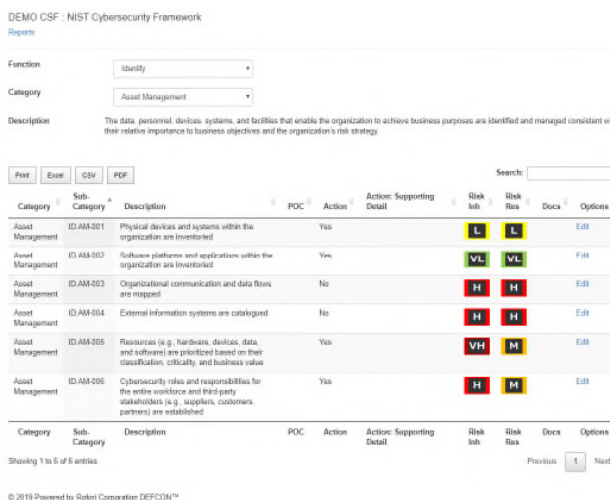 DEMO CSF : NIST Cybersecurity Framework
Reports
Function
Identify
Category
Asset Management
Description The data, personnel, devices, systems, and facilities that enable the organization to achieve business purposes are identified and managed consistent wi
their relative importance to business objectives and the organization's risk strategy.
Print Excel CSV PDF Search:
Category Sub-Category Description POC Action Action: Supporting Detail Risk Inh Risk Res Docs Options
Asset Management ID.AM-001 Physical devices and systems within the Yes L L Edit
organization are inventoried
Asset Management ID.AM-002 Software platforms and applications within the Yes VL VL Edit
organization are inventoried
Asset Management ID.AM-003 Organizational communication and data flows No H H Edit
are mapped
Asset Management ID.AM-004 External information systems are catalogued No H H Edit
Asset Management ID.AM-005 Resources (e.g., hardware, devices, data, Yes VH M Edit
and software) are prioritized based on their
classification, criticality, and business value
Asset Management ID.AM-006 Cybersecurity roles and responsibilities for Yes H M Edit
the entire workforce and third-party
stakeholders (e.g., suppliers, customers,
partners) are established
Category Sub-Category Description POC Action Action: Supporting Detail Risk Inh Risk Res Docs Options
Showing 1 to 6 of 6 entries Previous 1 Next
© 2019 Powered by Rofori Corporation DEFCON™